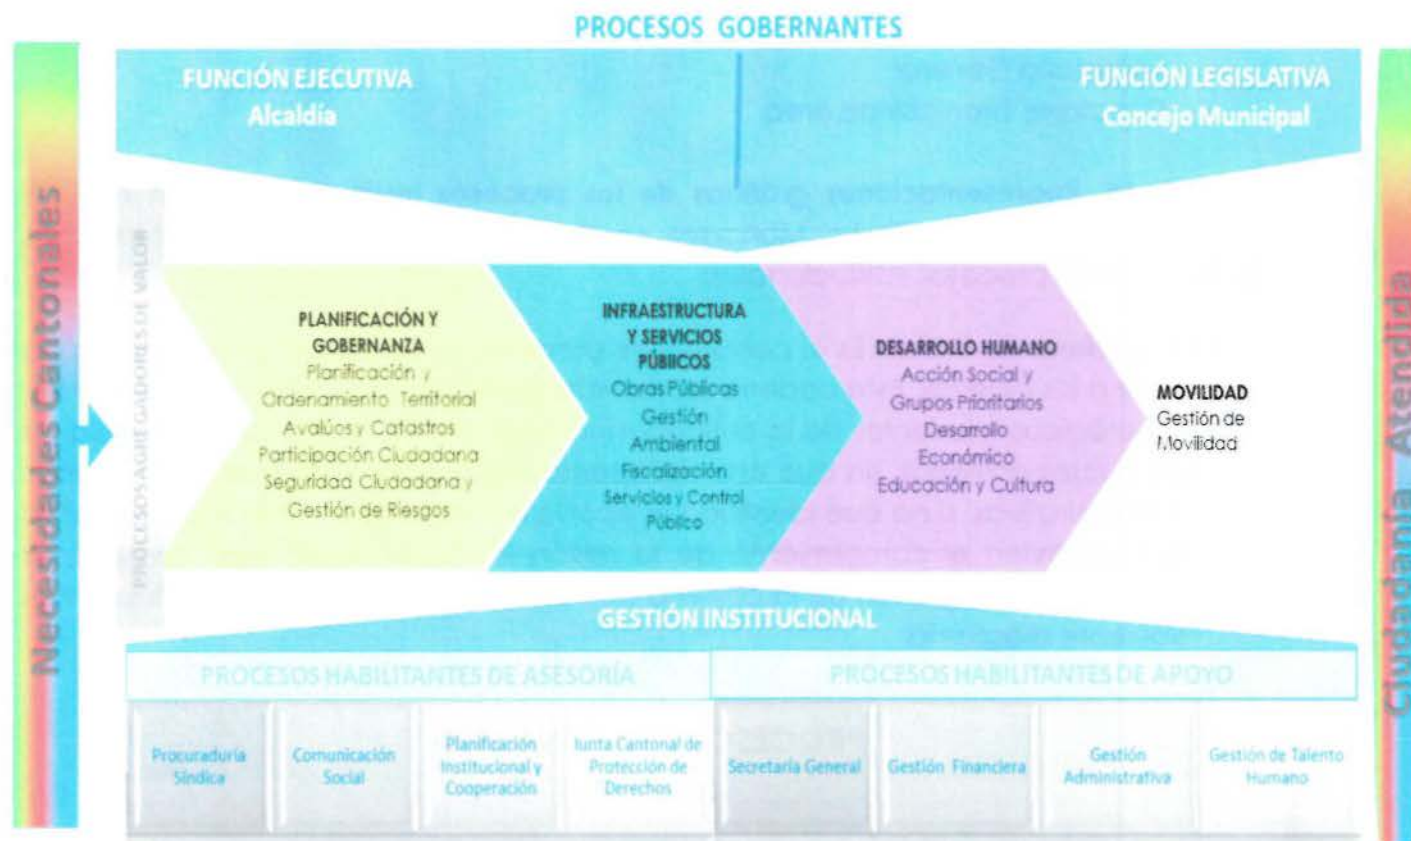 PROCESOS GOBERNANTES
FUNCIÓN EJECUTIVA
Alcaldía
FUNCIÓN LEGISLATIVA
Concejo Municipal
Necesidades Cantonales
PROCESOS AGREGADORES DE VALOR
PLANIFICACIÓN Y
GOBERNANZA
Planificación y
Ordenamiento Territorial
Avalúos y Catastros
Participación Ciudadana
Seguridad Ciudadana y
Gestión de Riesgos
INFRAESTRUCTURA
Y SERVICIOS
PÚBLICOS
Obras Públicas
Gestión
Ambiental
Fiscalización
Servicios y Control
Público
DESARROLLO HUMANO
Acción Social y
Grupos Prioritarios
Desarrollo
Económico
Educación y Cultura
MOVILIDAD
Gestión de
Movilidad
Ciudadanía Atendida
GESTIÓN INSTITUCIONAL
PROCESOS HABILITANTES DE ASESORÍA
PROCESOS HABILITANTES DE APOYO
Procuraduría
Síndica
Comunicación
Social
Planificación
Institucional y
Cooperación
Junta Cantonal de
Protección de
Derechos
Secretaría General
Gestión Financiera
Gestión
Administrativa
Gestión de Talento
Humano